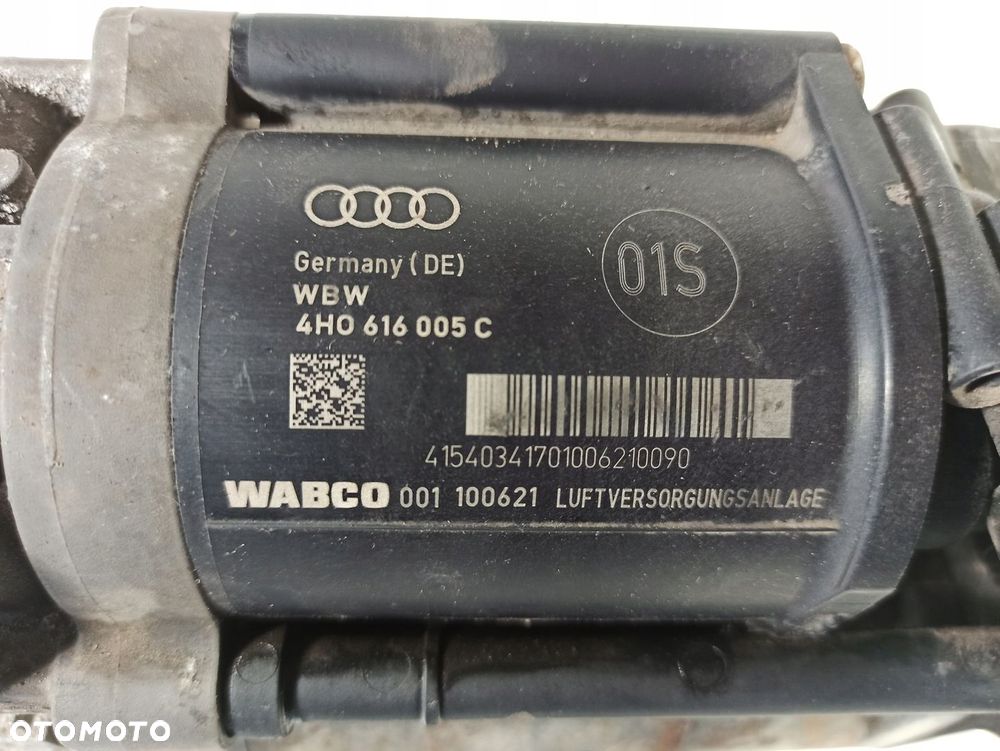 Germany (DE)
WBW
4H0 616 005 C
01S
41540341701006210090
WABCO 001 100621 LUFTVERSORGUNGSANLAGE
OTOMOTO